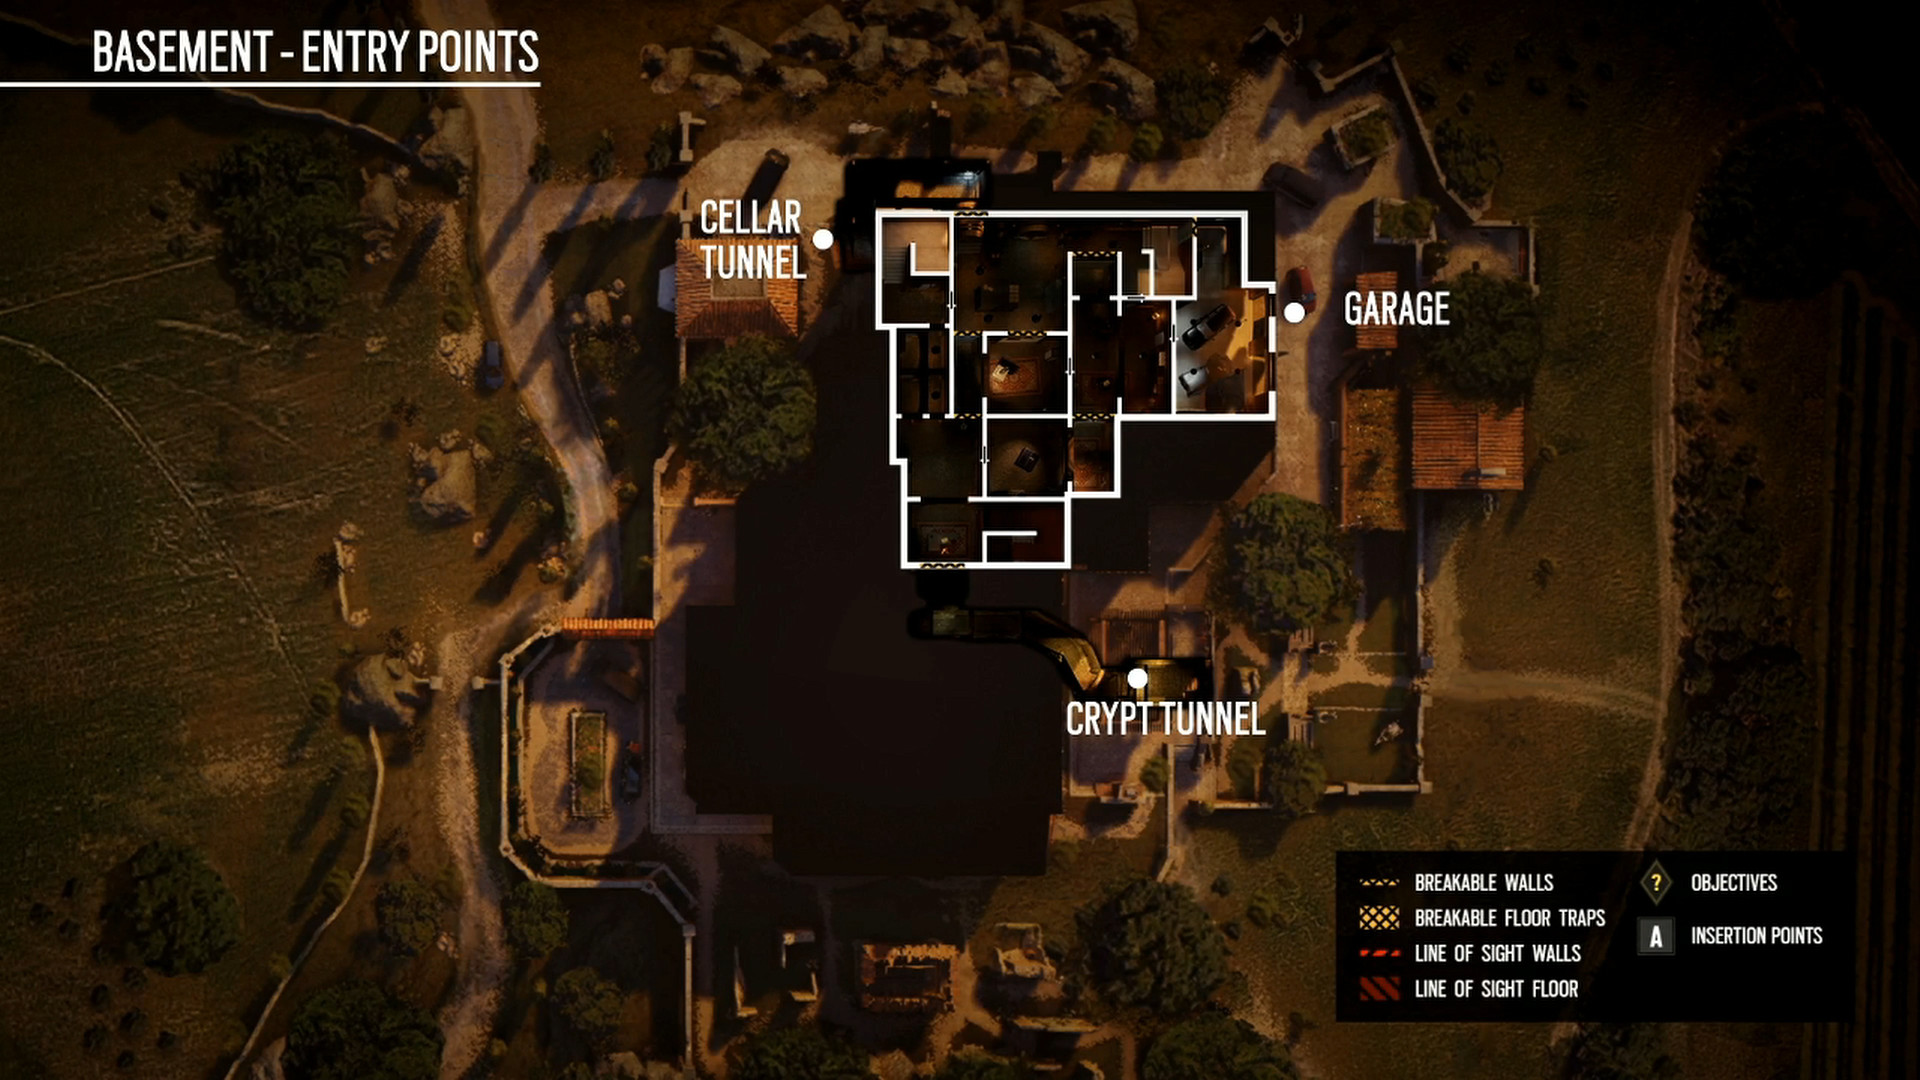 BASEMENT - ENTRY POINTS
CELLAR
TUNNEL
GARAGE
CRYPT TUNNEL
BREAKABLE WALLS
BREAKABLE FLOOR TRAPS
LINE OF SIGHT WALLS
LINE OF SIGHT FLOOR
? OBJECTIVES
A INSERTION POINTS